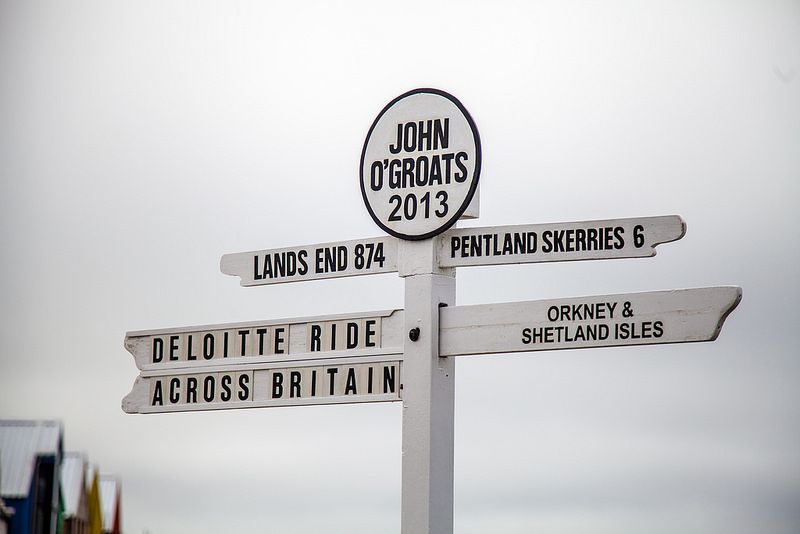 JOHN
O'GROATS
2013
LANDS END 874
PENTLAND SKERRIES 6
DELOITTE RIDE
ACROSS BRITAIN
ORKNEY &
SHETLAND ISLES